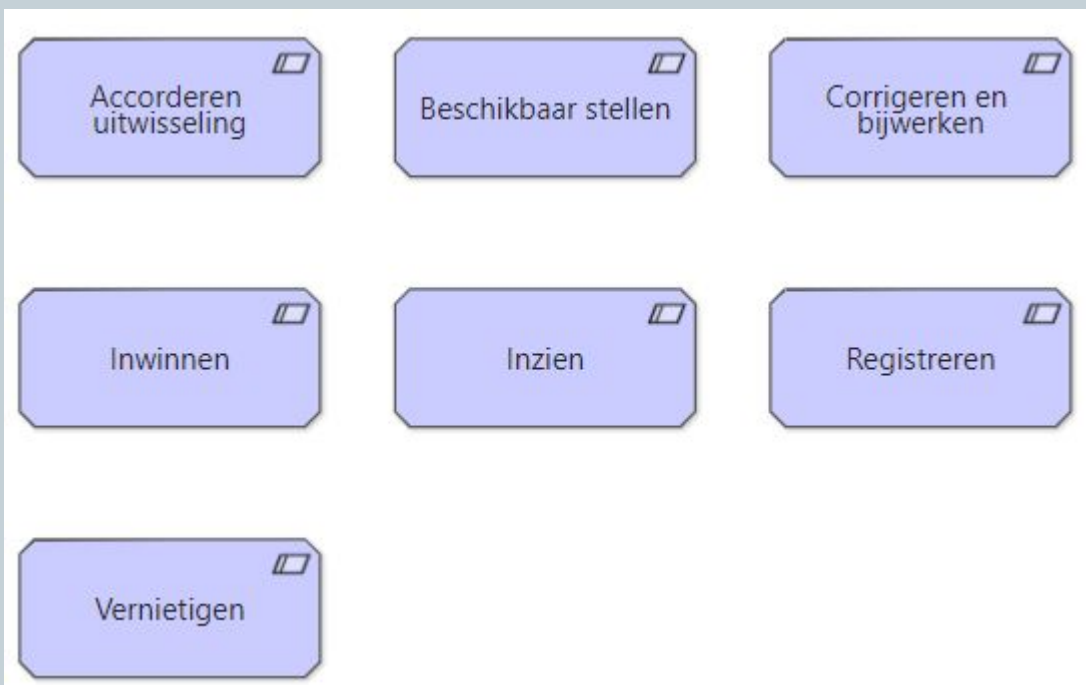 Accorderen
uitwisseling
Beschikbaar stellen
Corrigeren en
bijwerken
Inwinnen
Inzien
Registreren
Vernietigen